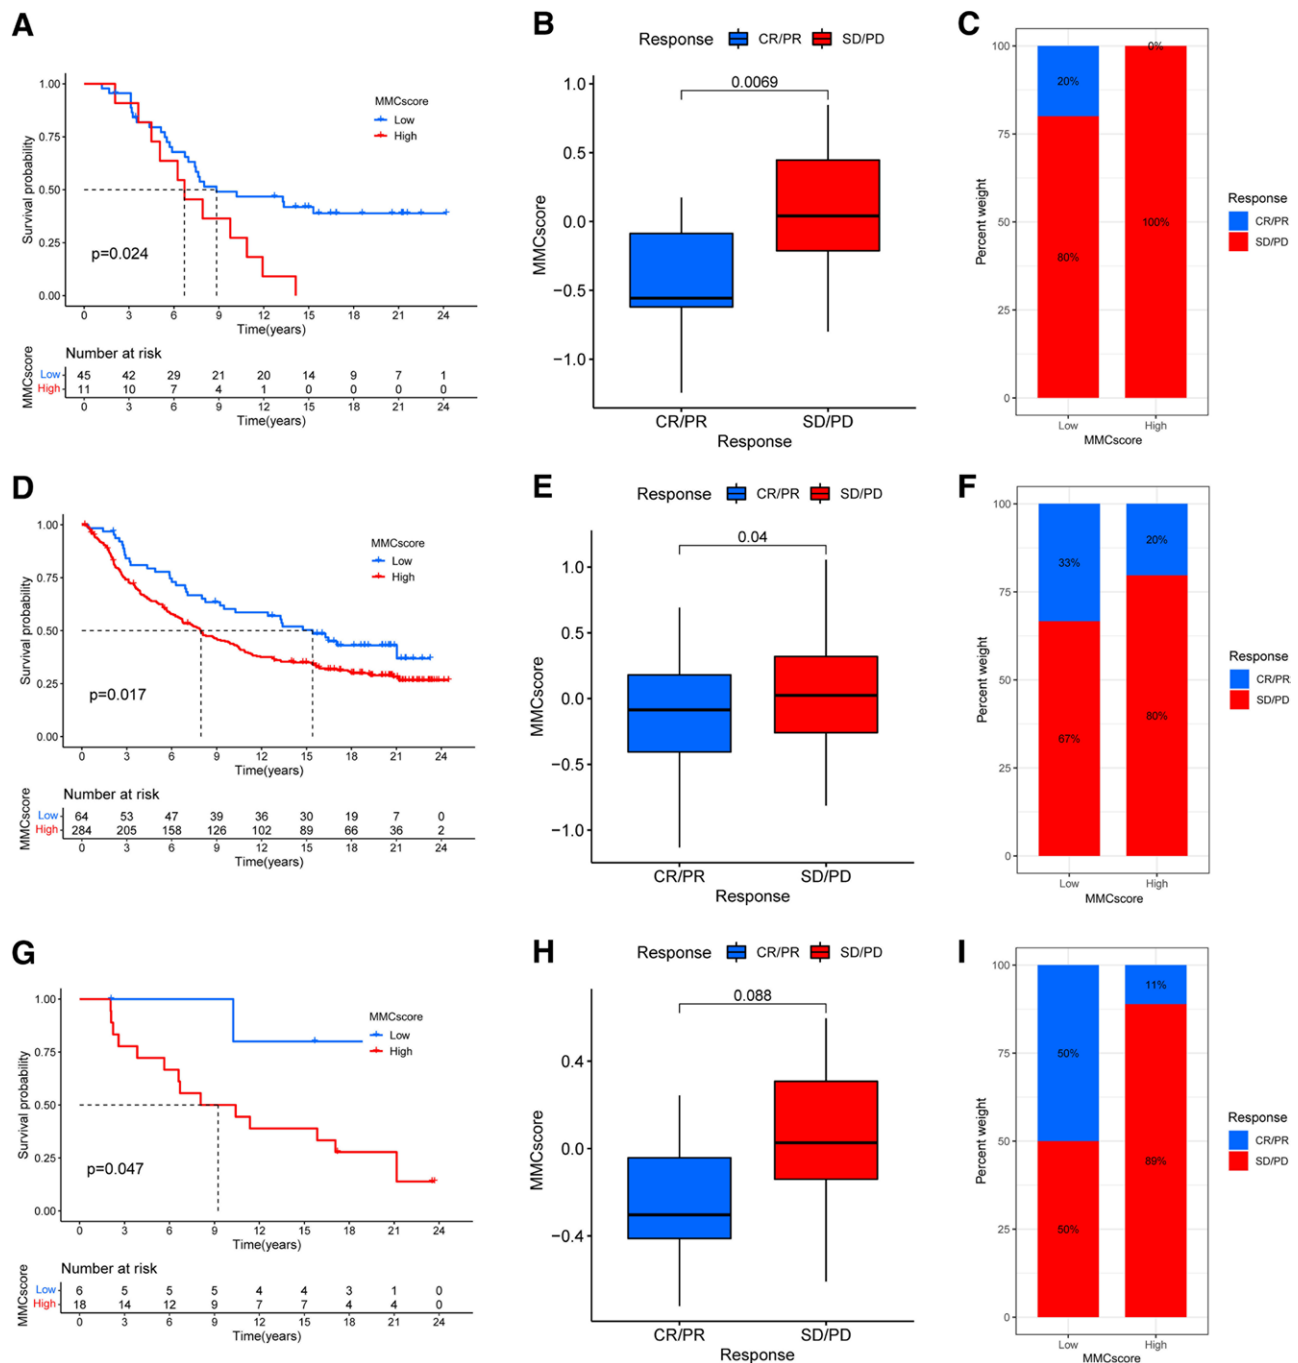 A
1.00
0.75
0.50
0.25
0.00
Survival probability
MMCscore
Low
High
p=0.024
0 3 6 9 12 15 18 21 24
Time(years)
Number at risk
MMCscore
Low 45 42 29 21 20 14 9 7 1
High 11 10 7 4 1 0 0 0 0
0 3 6 9 12 15 18 21 24
Time(years)
B
Response CR/PR SD/PD
0.0069
1.0
0.5
0.0
−0.5
−1.0
MMCscore
CR/PR SD/PD
Response
C
100
75
50
25
0
Percent weight
20%
80%
0%
100%
Low High
MMCscore
Response
CR/PR
SD/PD
D
1.00
0.75
0.50
0.25
0.00
Survival probability
MMCscore
Low
High
p=0.017
0 3 6 9 12 15 18 21 24
Time(years)
Number at risk
MMCscore
Low 64 53 47 39 36 30 19 7 0
High 284 205 158 126 102 89 66 36 2
0 3 6 9 12 15 18 21 24
Time(years)
E
Response CR/PR SD/PD
0.04
1.0
0.5
0.0
−0.5
−1.0
MMCscore
CR/PR SD/PD
Response
F
100
75
50
25
0
Percent weight
33%
67%
20%
80%
Low High
MMCscore
Response
CR/PR
SD/PD
G
1.00
0.75
0.50
0.25
0.00
Survival probability
MMCscore
Low
High
p=0.047
0 3 6 9 12 15 18 21 24
Time(years)
Number at risk
MMCscore
Low 6 5 5 5 4 4 3 1 0
High 18 14 12 9 7 7 4 4 0
0 3 6 9 12 15 18 21 24
Time(years)
H
Response CR/PR SD/PD
0.088
0.4
0.0
−0.4
MMCscore
CR/PR SD/PD
Response
I
100
75
50
25
0
Percent weight
50%
50%
11%
89%
Low High
MMCscore
Response
CR/PR
SD/PD